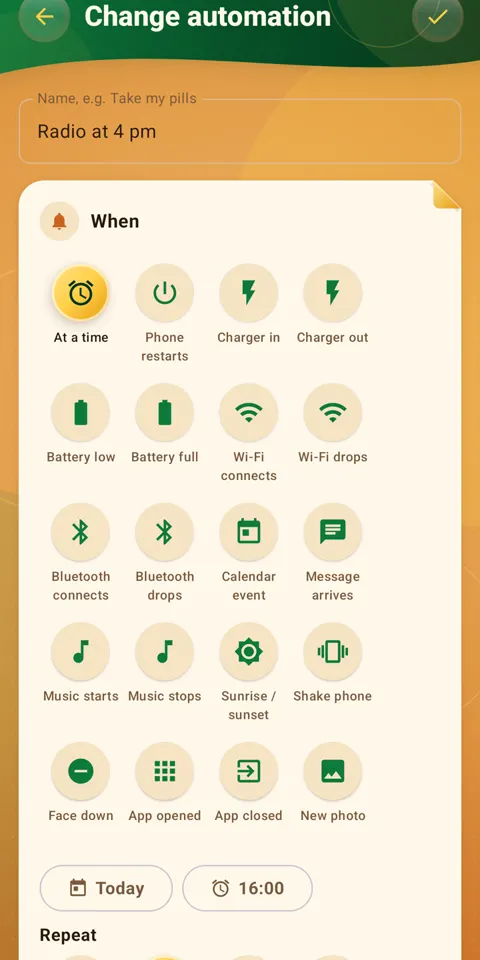 Change automation
Name, e.g. Take my pills
Radio at 4 pm
When
At a time
Phone
restarts
Charger in
Charger out
Battery low
Battery full
Wi-Fi
connects
Wi-Fi drops
Bluetooth
connects
Bluetooth
drops
Calendar
event
Message
arrives
Music starts
Music stops
Sunrise /
sunset
Shake phone
Face down
App opened
App closed
New photo
Today
16:00
Repeat